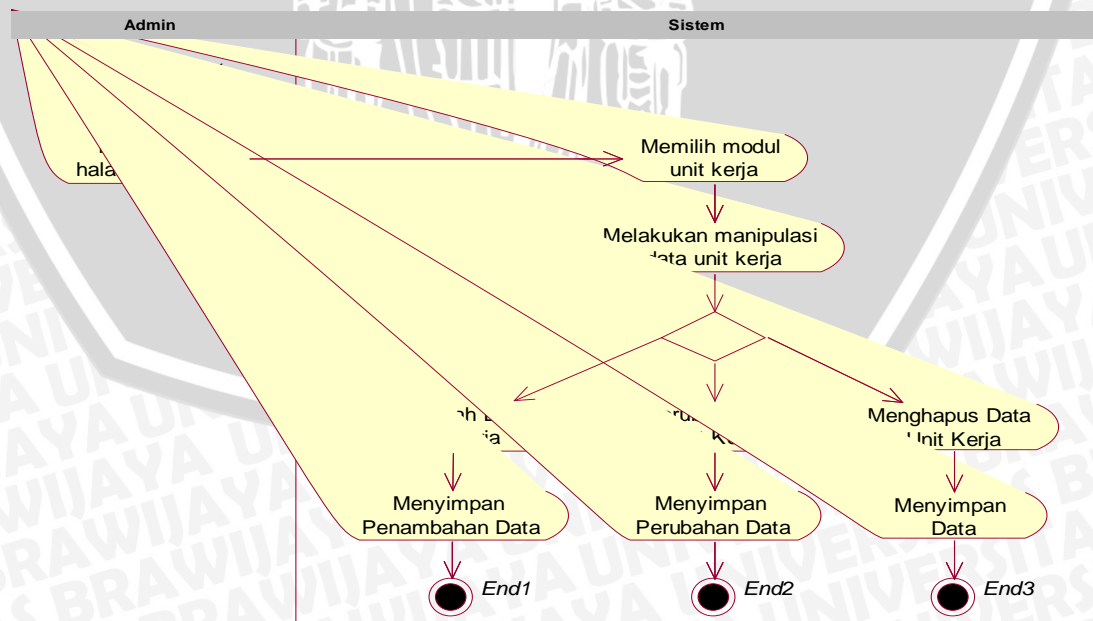 Admin
Sistem
Memilih modul
unit kerja
Melakukan manipulasi
data unit kerja
Menghapus Data
Unit Kerja
Menyimpan
Penambahan Data
Menyimpan
Perubahan Data
Menyimpan
Data
End1
End2
End3